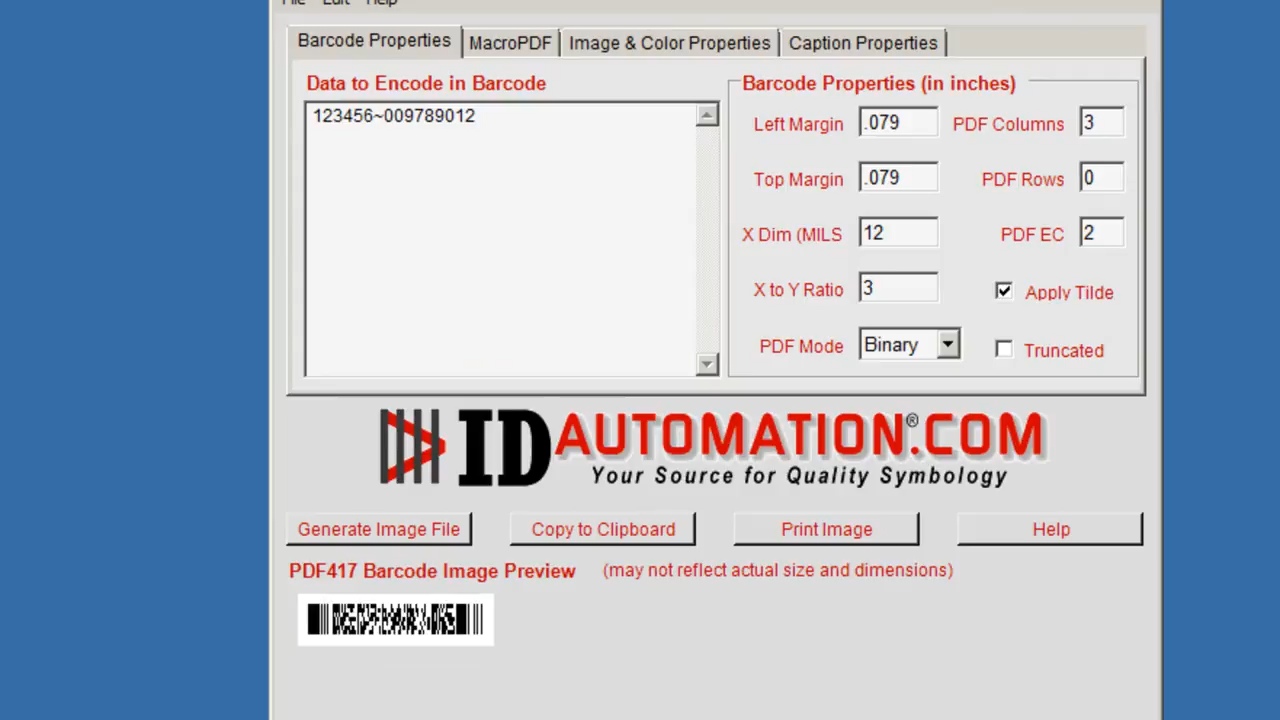 File Edit Help
Barcode Properties MacroPDF Image & Color Properties Caption Properties
Data to Encode in Barcode
123456~009789012
Barcode Properties (in inches)
Left Margin .079 PDF Columns 3
Top Margin .079 PDF Rows 0
X Dim (MILS 12 PDF EC 2
X to Y Ratio 3 Apply Tilde
PDF Mode Binary Truncated
IDAUTOMATION.COM®
Your Source for Quality Symbology
Generate Image File Copy to Clipboard Print Image Help
PDF417 Barcode Image Preview (may not reflect actual size and dimensions)